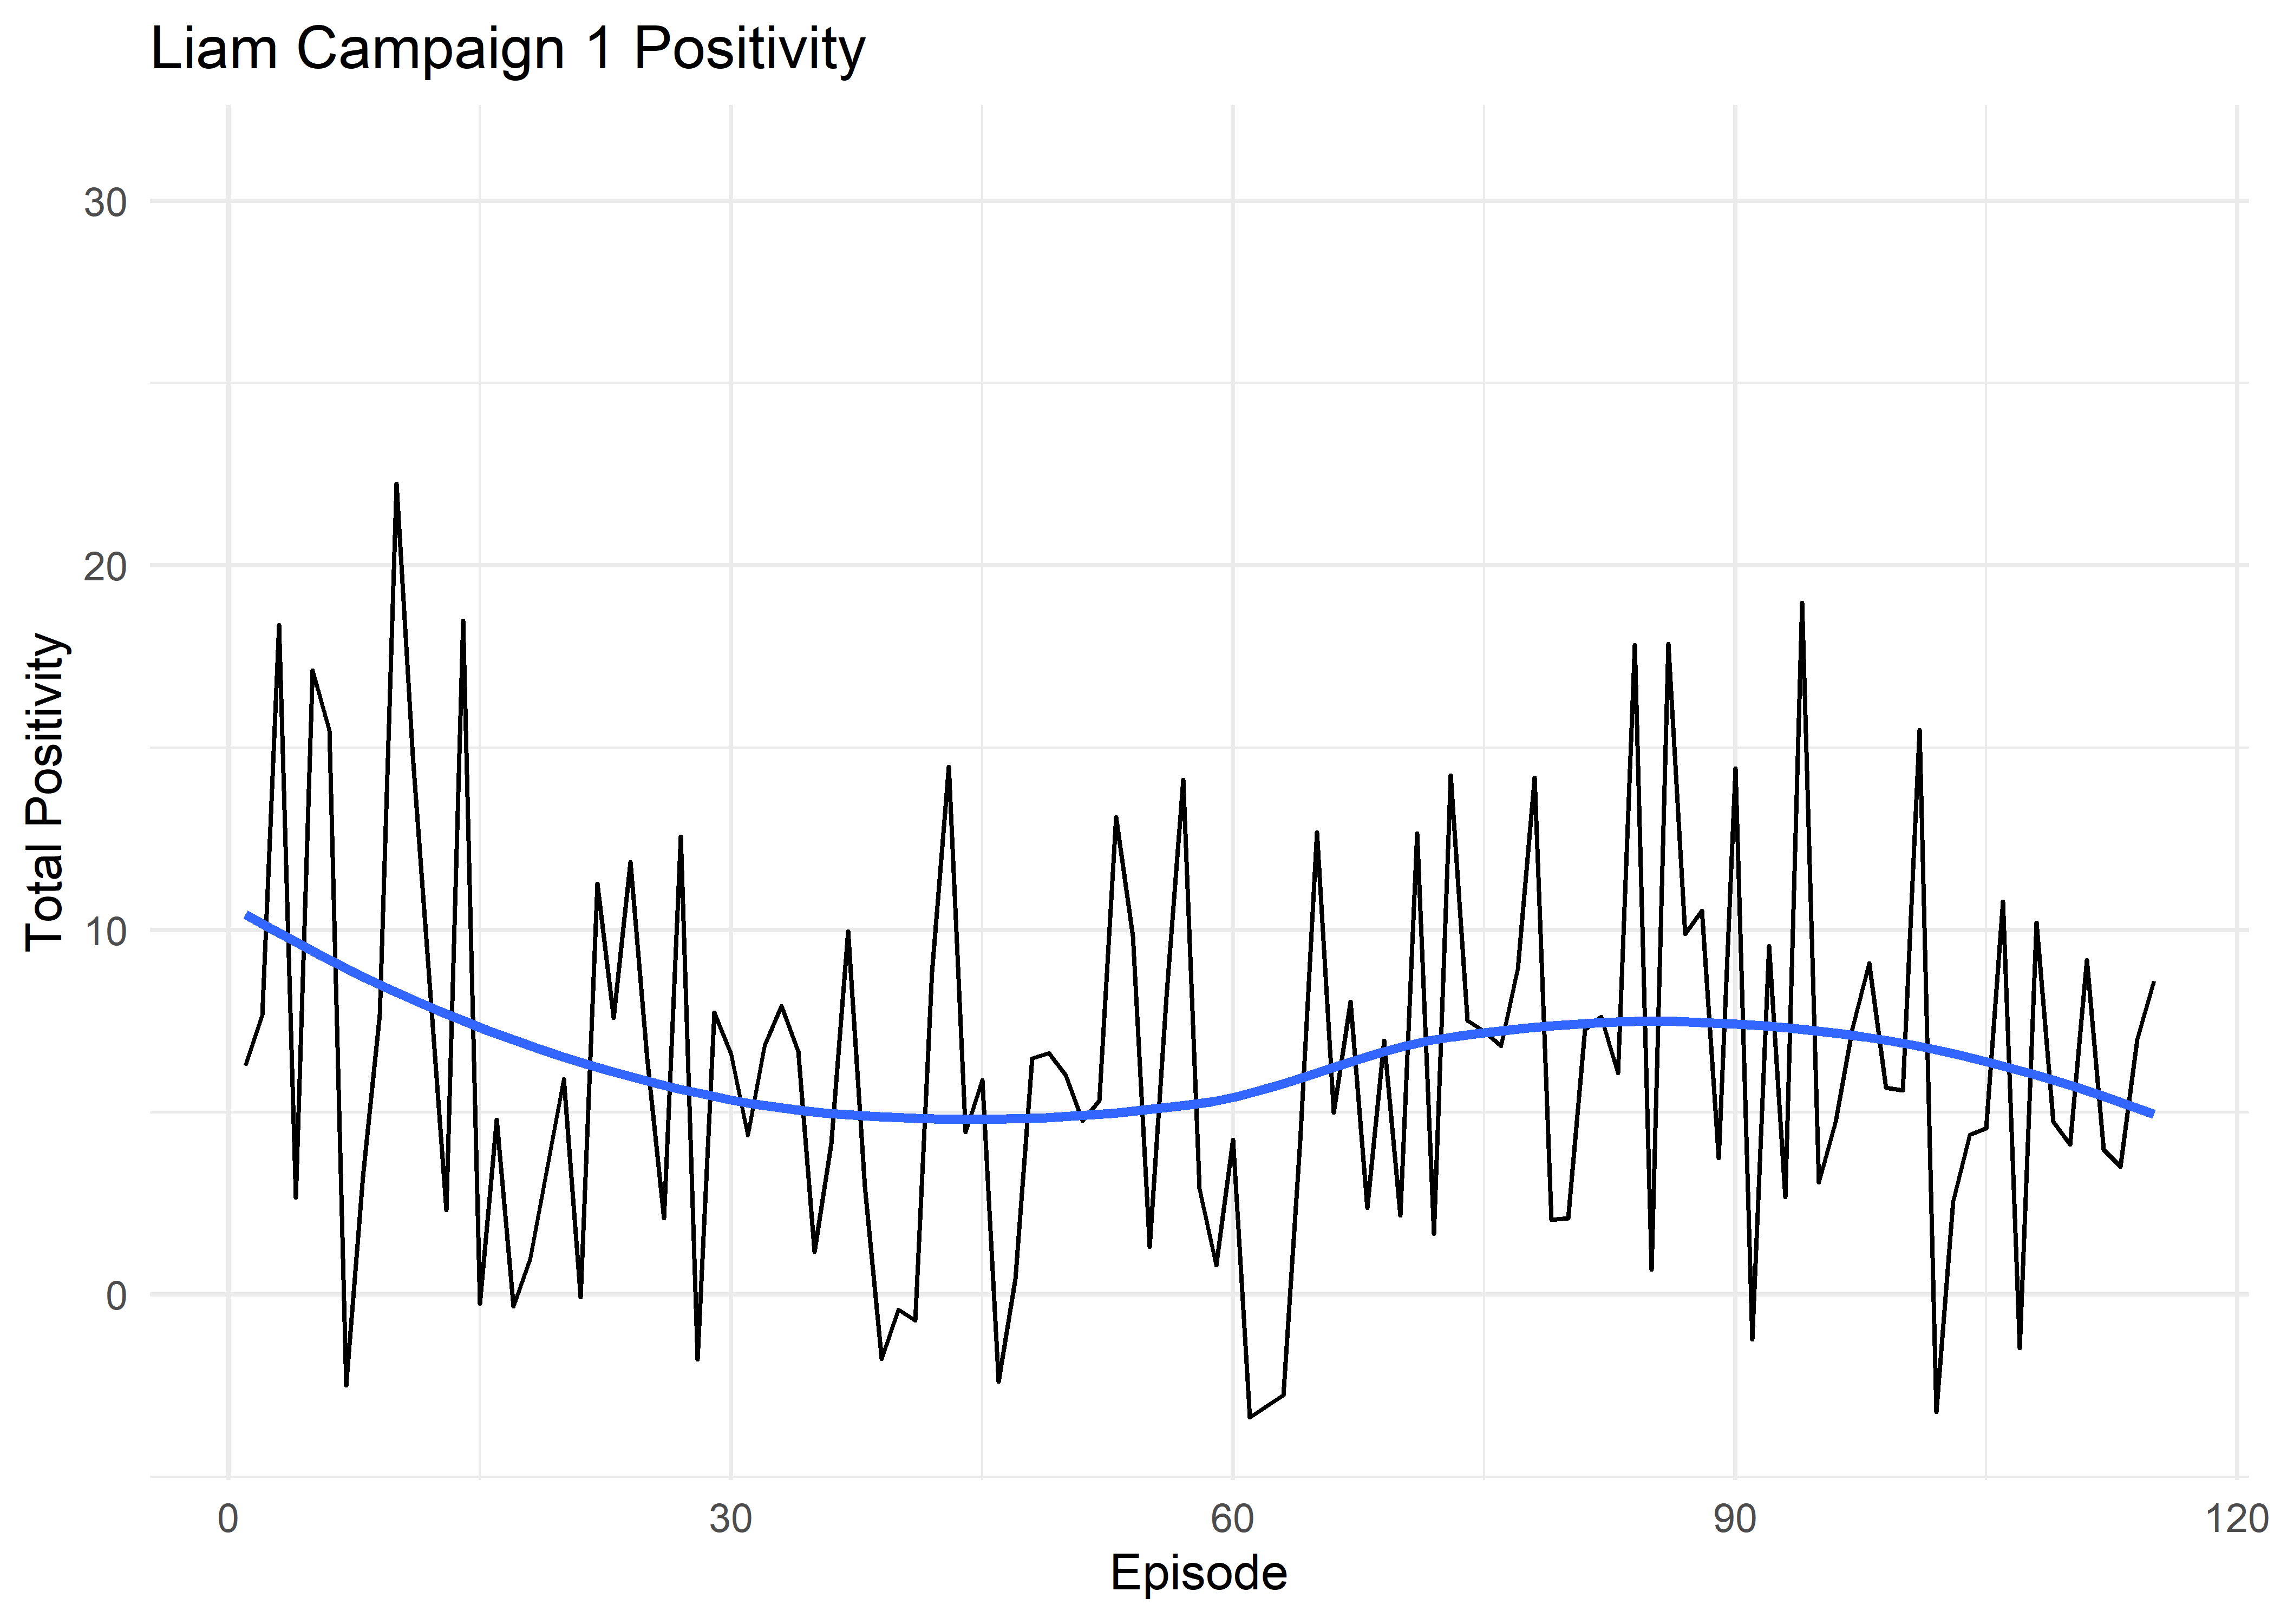 Liam Campaign 1 Positivity
Total Positivity
30
20
10
0
0 30 60 90 120
Episode